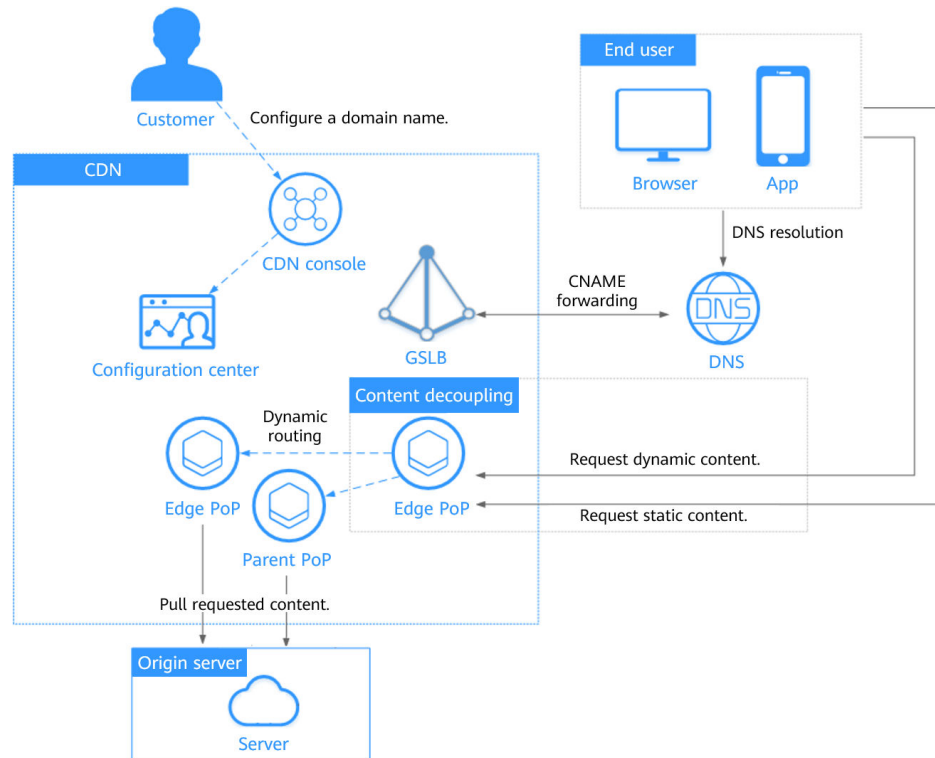 End user
Customer
Configure a domain name.
CDN
Browser
App
DNS resolution
CDN console
CNAME
forwarding
DNS
GSLB
DNS
Configuration center
Content decoupling
Dynamic
routing
Request dynamic content.
Edge PoP
Edge PoP
Request static content.
Parent PoP
Pull requested content.
Origin server
Server